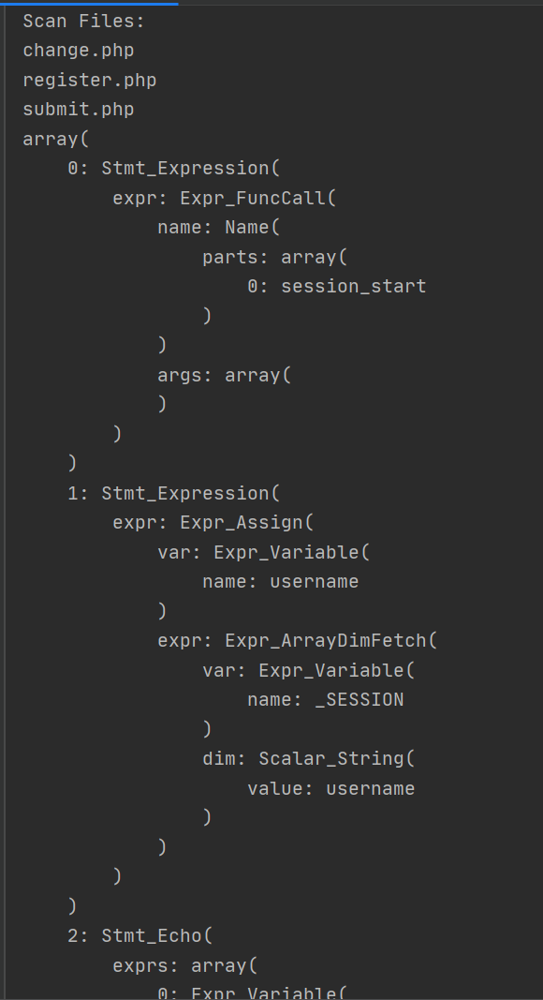 Scan Files:
change.php
register.php
submit.php
array(
    0: Stmt_Expression(
        expr: Expr_FuncCall(
            name: Name(
                parts: array(
                    0: session_start
                )
            )
            args: array(
            )
        )
    )
    1: Stmt_Expression(
        expr: Expr_Assign(
            var: Expr_Variable(
                name: username
            )
            expr: Expr_ArrayDimFetch(
                var: Expr_Variable(
                    name: _SESSION
                )
                dim: Scalar_String(
                    value: username
                )
            )
        )
    )
    2: Stmt_Echo(
        exprs: array(
            0: Expr_Variable(